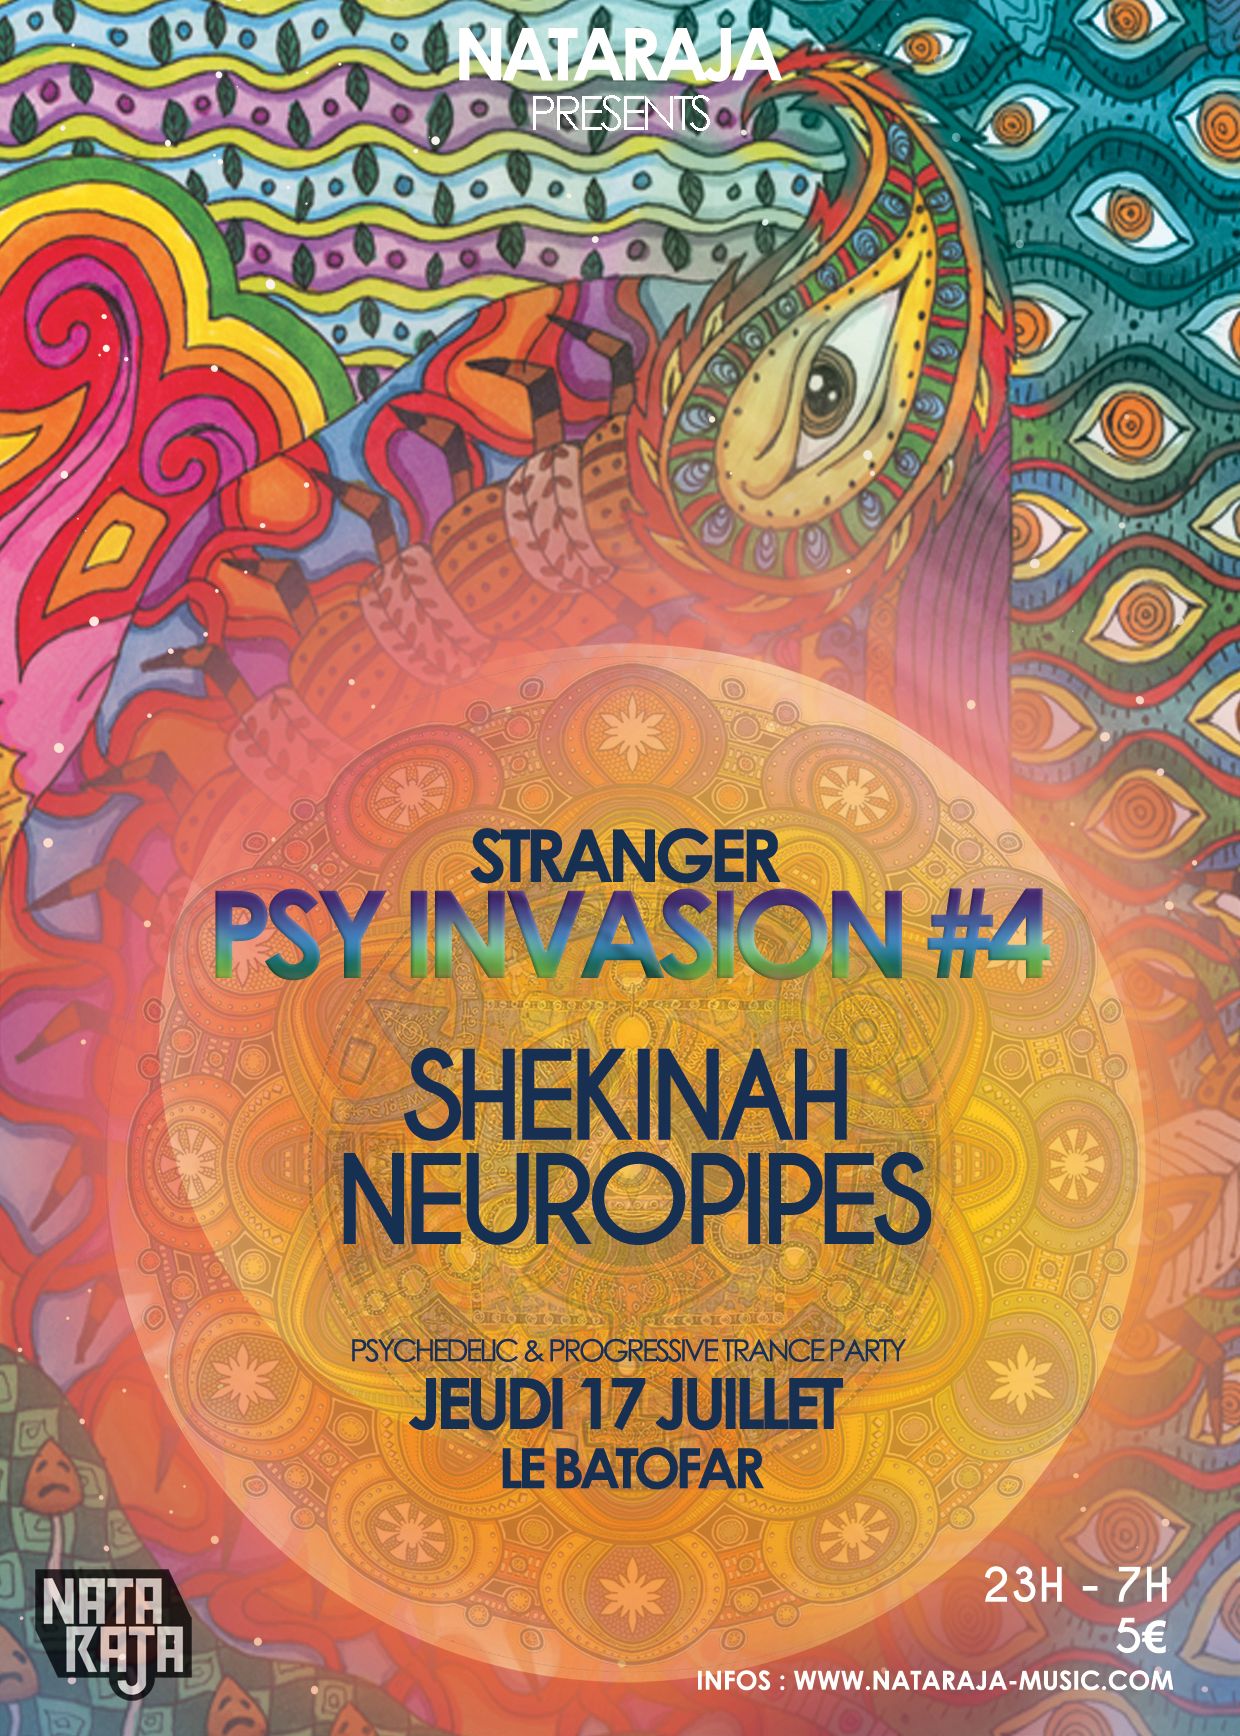 NATARAJA
PRESENTS
STRANGER
PSY INVASION #4
SHEKINAH
NEUROPIPES
PSYCHEDELIC & PROGRESSIVE TRANCE PARTY
JEUDI 17 JUILLET
LE BATOFAR
NATA
RAJA
23H - 7H
5€
INFOS : WWW.NATARAJA-MUSIC.COM